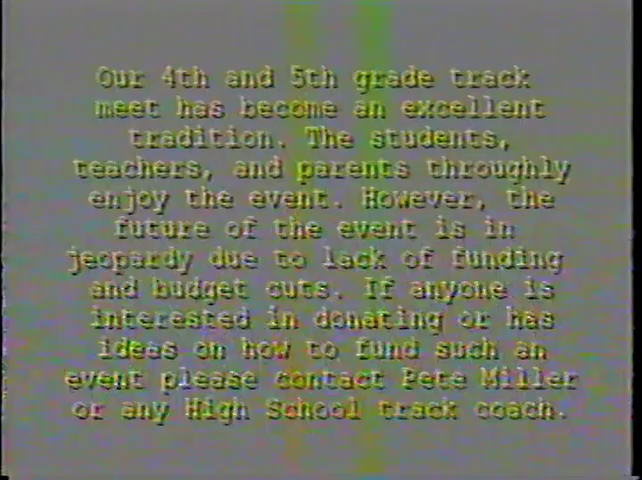 Our 4th and 5th grade track
meet has become an excellent
tradition. The students,
teachers, and parents throughly
enjoy the event. However, the
future of the event is in
jeopardy due to lack of funding
and budget cuts. If anyone is
interested in donating or has
ideas on how to fund such an
event please contact Pete Miller
or any High School track coach.